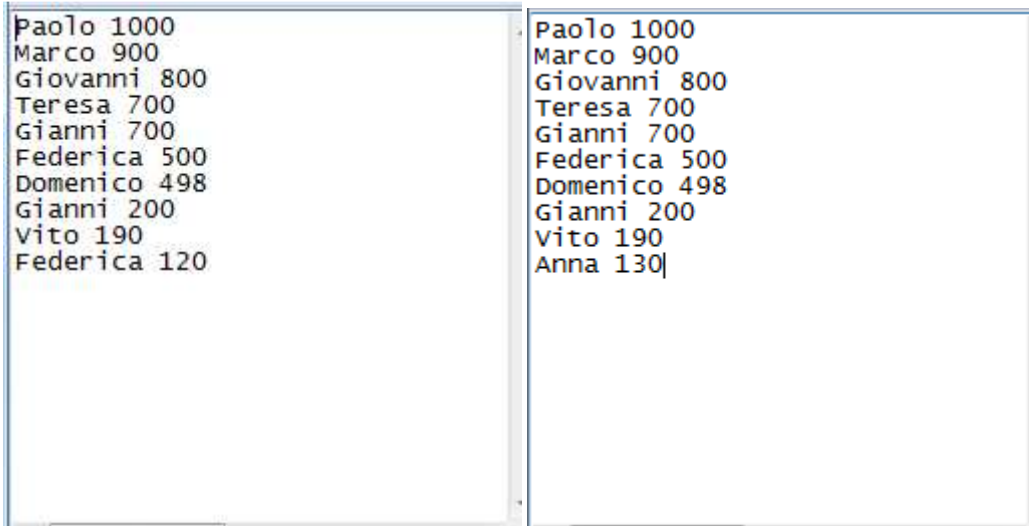 Paolo 1000
Marco 900
Giovanni 800
Teresa 700
Gianni 700
Federica 500
Domenico 498
Gianni 200
Vito 190
Federica 120
Paolo 1000
Marco 900
Giovanni 800
Teresa 700
Gianni 700
Federica 500
Domenico 498
Gianni 200
Vito 190
Anna 130